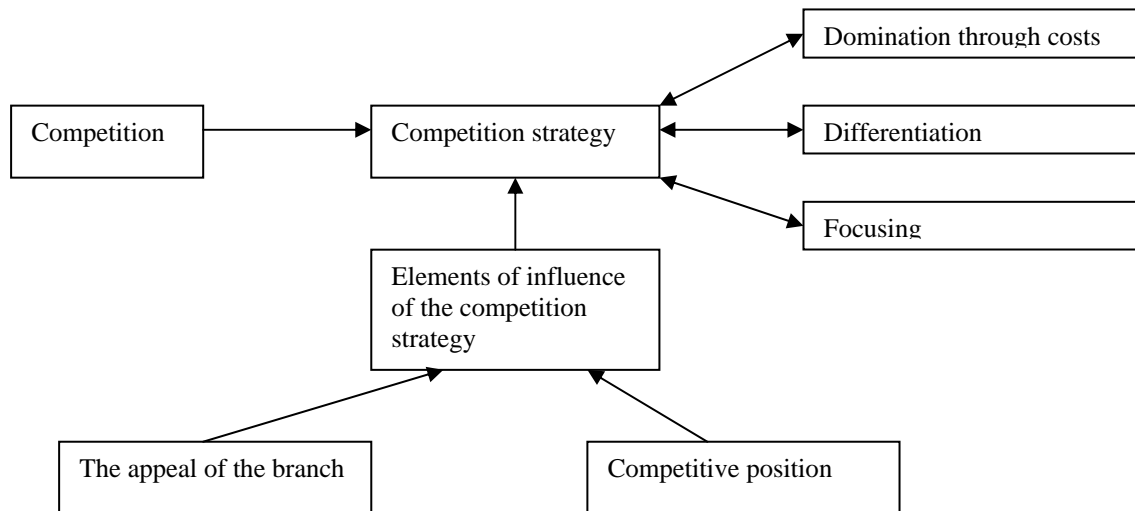 Domination through costs
Competition
Competition strategy
Differentiation
Focusing
Elements of influence
of the competition
strategy
The appeal of the branch
Competitive position